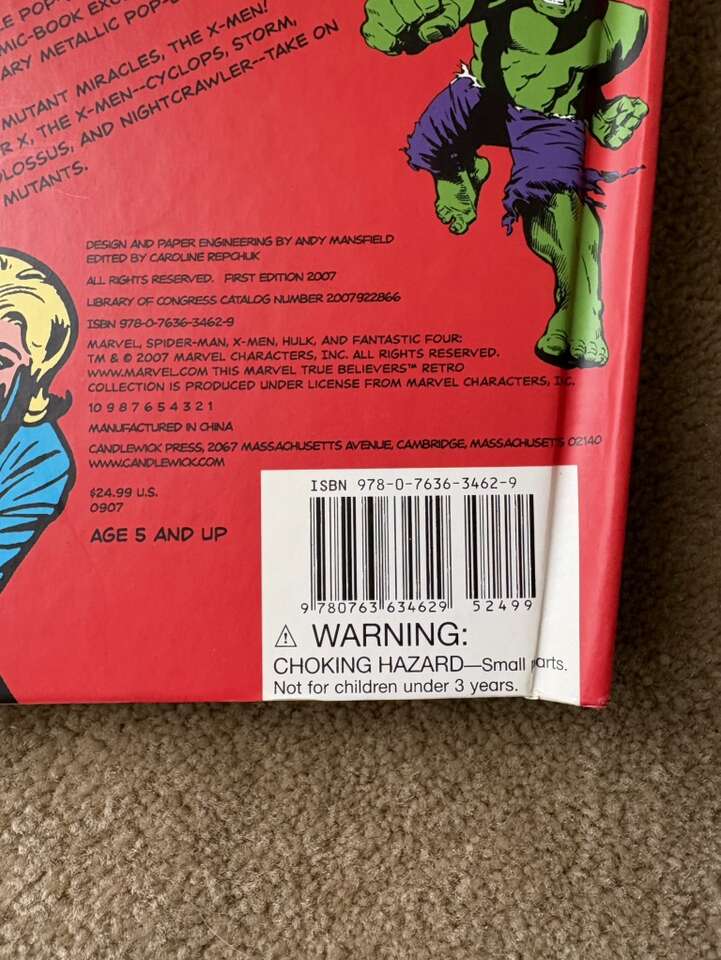 LE POP-
MIC-BOOK EXC
ARY METALLIC POP-
MUTANT MIRACLES, THE X-MEN!
R X, THE X-MEN--CYCLOPS, STORM,
OLOSSUS, AND NIGHTCRAWLER--TAKE ON
MUTANTS.
DESIGN AND PAPER ENGINEERING BY ANDY MANSFIELD
EDITED BY CAROLINE REPCHUK
ALL RIGHTS RESERVED. FIRST EDITION 2007
LIBRARY OF CONGRESS CATALOG NUMBER 2007922866
ISBN 978-0-7636-3462-9
MARVEL, SPIDER-MAN, X-MEN, HULK, AND FANTASTIC FOUR:
TM & © 2007 MARVEL CHARACTERS, INC. ALL RIGHTS RESERVED.
WWW.MARVEL.COM THIS MARVEL TRUE BELIEVERS™ RETRO
COLLECTION IS PRODUCED UNDER LICENSE FROM MARVEL CHARACTERS, INC.
10 9 8 7 6 5 4 3 2 1
MANUFACTURED IN CHINA
CANDLEWICK PRESS, 2067 MASSACHUSETTS AVENUE, CAMBRIDGE, MASSACHUSETTS 02140
WWW.CANDLEWICK.COM
$24.99 U.S.
0907
AGE 5 AND UP
ISBN 978-0-7636-3462-9
9 780763 634629 52499
⚠ WARNING:
CHOKING HAZARD—Small parts.
Not for children under 3 years.